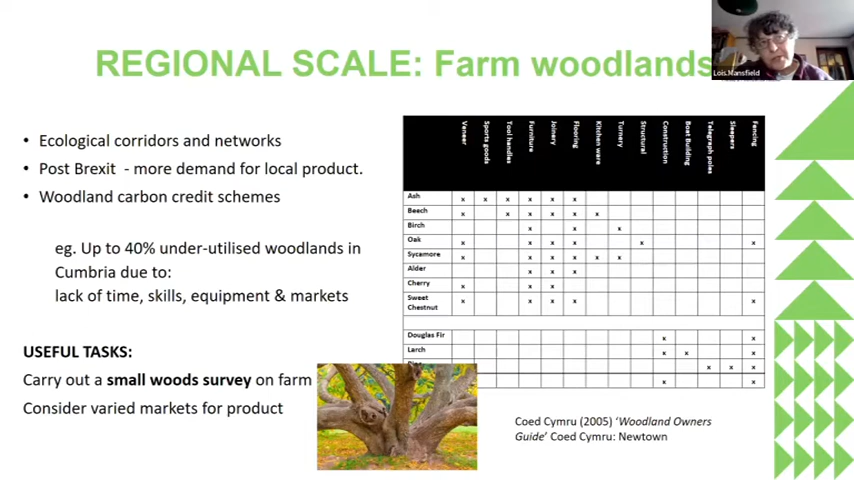 REGIONAL SCALE: Farm woodlands
Lois.Mansfield
• Ecological corridors and networks
• Post Brexit - more demand for local product.
• Woodland carbon credit schemes
eg. Up to 40% under-utilised woodlands in
Cumbria due to:
lack of time, skills, equipment & markets
USEFUL TASKS:
Carry out a small woods survey on farm
Consider varied markets for product
Veneer Sports goods Tool handles Furniture Joinery Flooring Kitchen ware Turnery Structural Construction Boat Building Telegraph poles Sleepers Fencing
Ash x x x x x x
Beech x x x x x x
Birch x x x
Oak x x x x x x
Sycamore x x x x x x
Alder x x x
Cherry x x x
Sweet x x x x x
Chestnut
Douglas Fir x x
Larch x x x
x x x
x x
Coed Cymru (2005) 'Woodland Owners
Guide' Coed Cymru: Newtown